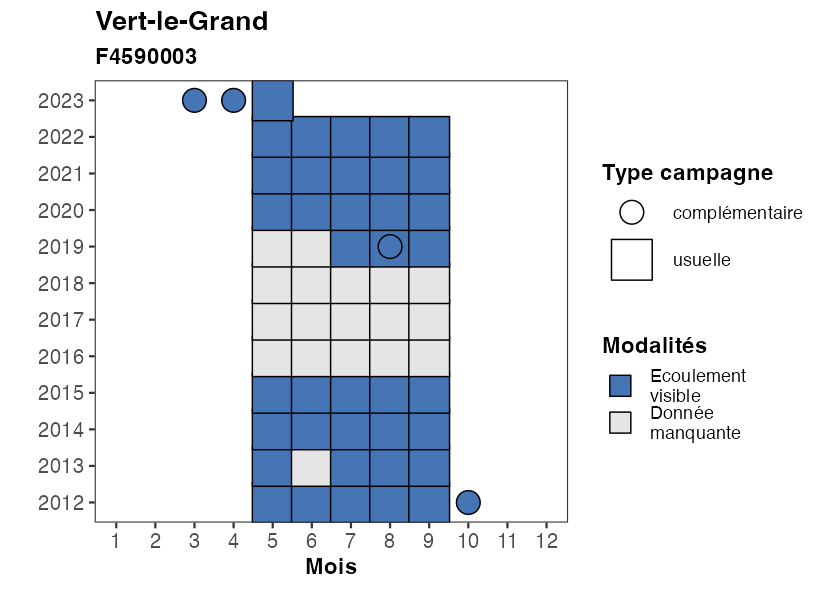 Vert-le-Grand
F4590003
2023
2022
2021
2020
2019
2018
2017
2016
2015
2014
2013
2012
1 2 3 4 5 6 7 8 9 10 11 12
Mois
Type campagne
complémentaire
usuelle
Modalités
Ecoulement
visible
Donnée
manquante